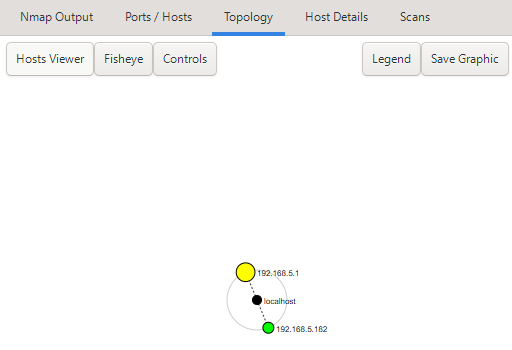 Nmap Output Ports / Hosts Topology Host Details Scans
Hosts Viewer Fisheye Controls Legend Save Graphic
192.168.5.1
localhost
192.168.5.182